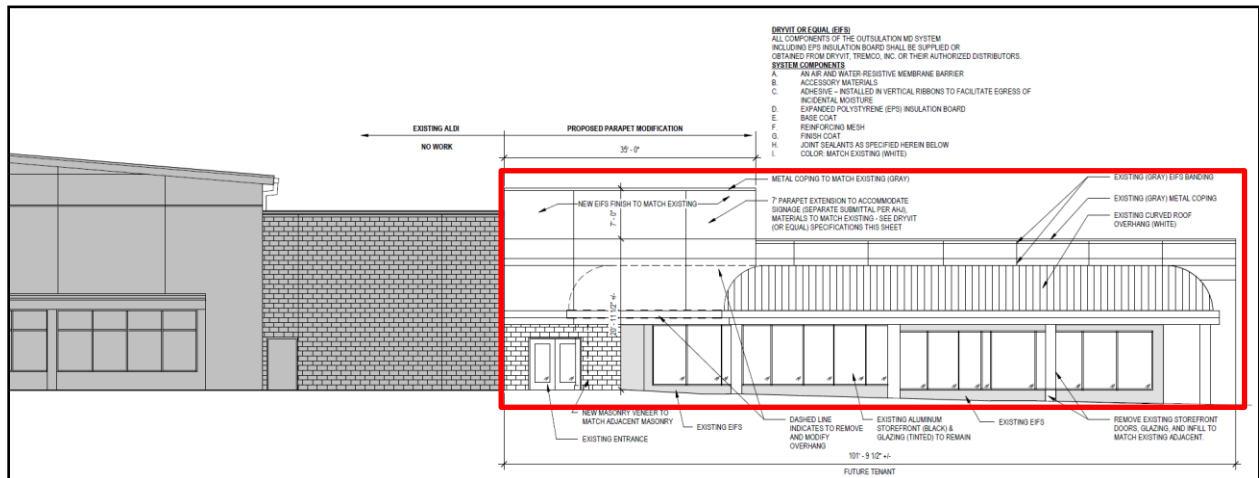 DRYVIT OR EQUAL (EIFS)
ALL COMPONENTS OF THE OUTSULATION MD SYSTEM
INCLUDING EPS INSULATION BOARD SHALL BE SUPPLIED OR
OBTAINED FROM DRYVIT, TREMCO, INC. OR THEIR AUTHORIZED DISTRIBUTORS.
SYSTEM COMPONENTS
A. AN AIR AND WATER-RESISTIVE MEMBRANE BARRIER
B. ACCESSORY MATERIALS
C. ADHESIVE – INSTALLED IN VERTICAL RIBBONS TO FACILITATE EGRESS OF
INCIDENTAL MOISTURE
D. EXPANDED POLYSTYRENE (EPS) INSULATION BOARD
E. BASE COAT
F. REINFORCING MESH
G. FINISH COAT
H. JOINT SEALANTS AS SPECIFIED HEREIN BELOW
I. COLOR: MATCH EXISTING (WHITE)
EXISTING ALDI
NO WORK
PROPOSED PARAPET MODIFICATION
35' - 0"
METAL COPING TO MATCH EXISTING (GRAY)
NEW EIFS FINISH TO MATCH EXISTING
7' PARAPET EXTENSION TO ACCOMMODATE
SIGNAGE (SEPARATE SUBMITTAL PER AHJ),
MATERIALS TO MATCH EXISTING - SEE DRYVIT
(OR EQUAL) SPECIFICATIONS THIS SHEET
EXISTING (GRAY) EIFS BANDING
EXISTING (GRAY) METAL COPING
EXISTING CURVED ROOF
OVERHANG (WHITE)
7' - 0"
20' - 11 1/2" +/-
NEW MASONRY VENEER TO
MATCH ADJACENT MASONRY
EXISTING ENTRANCE
EXISTING EIFS
DASHED LINE
INDICATES TO REMOVE
AND MODIFY
OVERHANG
EXISTING ALUMINUM
STOREFRONT (BLACK) &
GLAZING (TINTED) TO REMAIN
EXISTING EIFS
REMOVE EXISTING STOREFRONT
DOORS, GLAZING, AND INFILL TO
MATCH EXISTING ADJACENT.
101' - 9 1/2" +/-
FUTURE TENANT